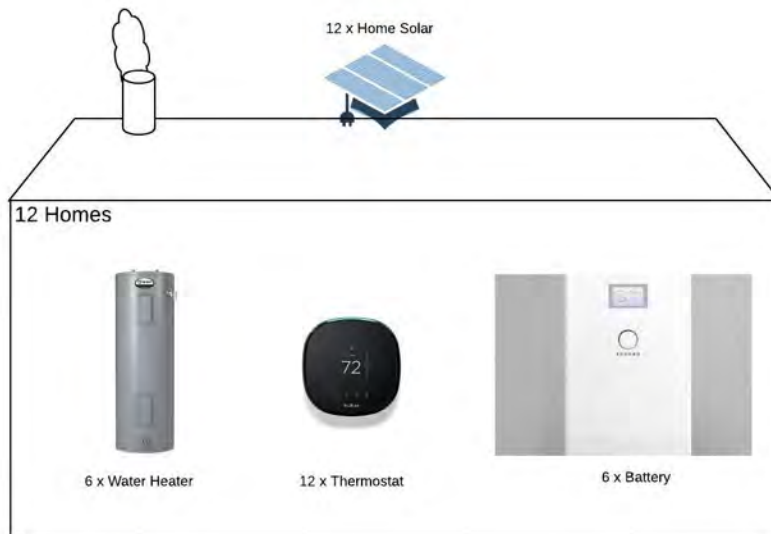 12 x Home Solar
12 Homes
72
6 x Water Heater
12 x Thermostat
6 x Battery